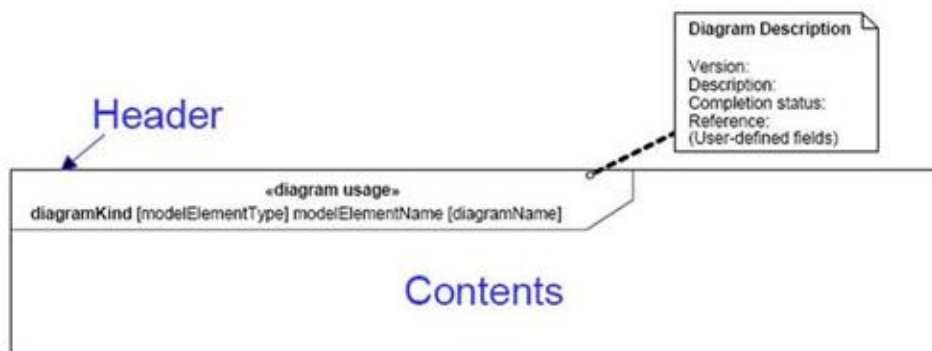 Diagram Description
Version:
Description:
Completion status:
Reference:
(User-defined fields)
Header
«diagram usage»
diagramKind [modelElementType] modelElementName [diagramName]
Contents